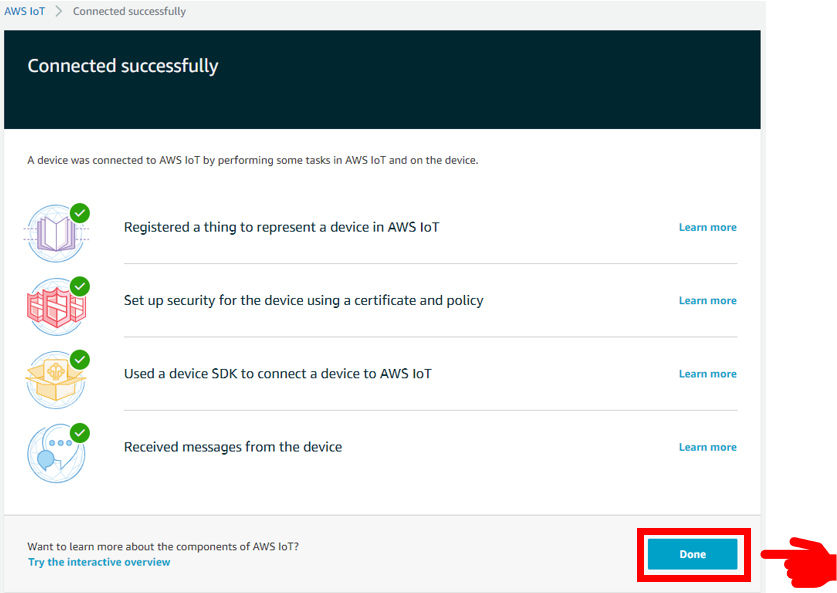 AWS IoT > Connected successfully
Connected successfully
A device was connected to AWS IoT by performing some tasks in AWS IoT and on the device.
Registered a thing to represent a device in AWS IoT Learn more
Set up security for the device using a certificate and policy Learn more
Used a device SDK to connect a device to AWS IoT Learn more
Received messages from the device Learn more
Want to learn more about the components of AWS IoT?
Try the interactive overview
Done